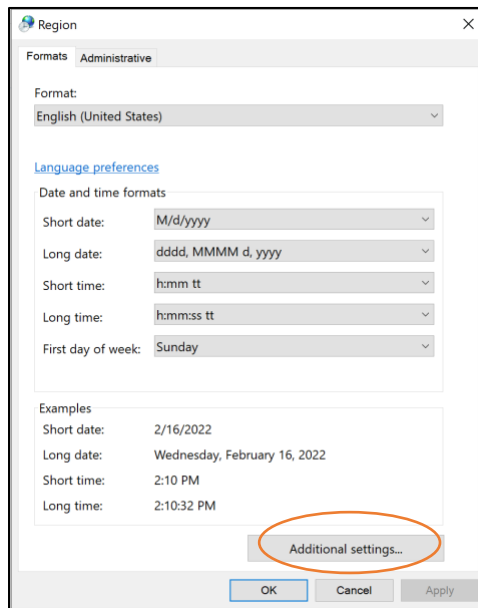 Region
Formats Administrative
Format:
English (United States)
Language preferences
Date and time formats
Short date: M/d/yyyy
Long date: dddd, MMMM d, yyyy
Short time: h:mm tt
Long time: h:mm:ss tt
First day of week: Sunday
Examples
Short date: 2/16/2022
Long date: Wednesday, February 16, 2022
Short time: 2:10 PM
Long time: 2:10:32 PM
Additional settings...
OK Cancel Apply